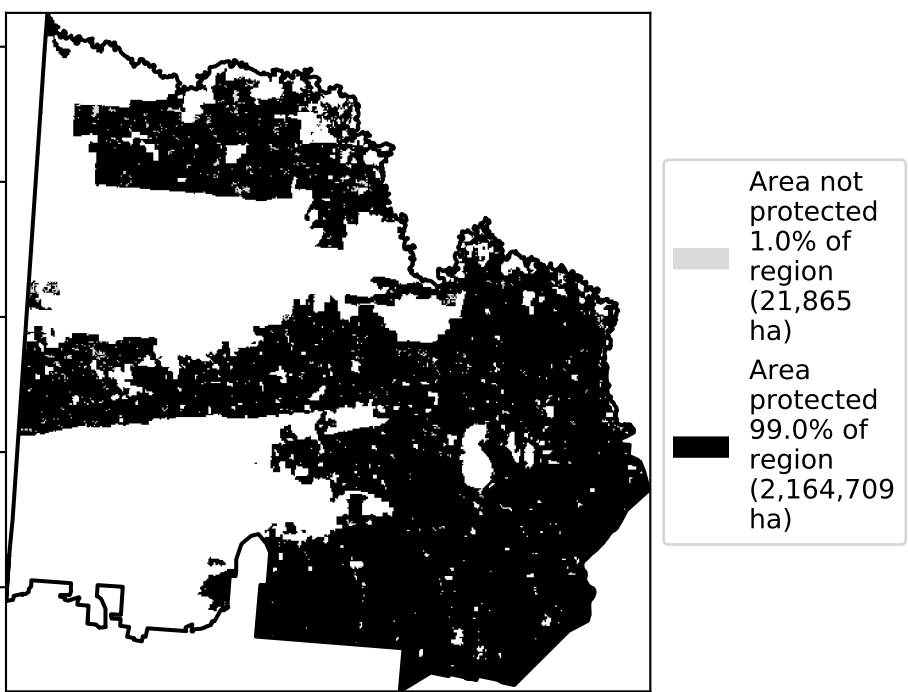 Area not
protected
1.0% of
region
(21,865
ha)
Area
protected
99.0% of
region
(2,164,709
ha)